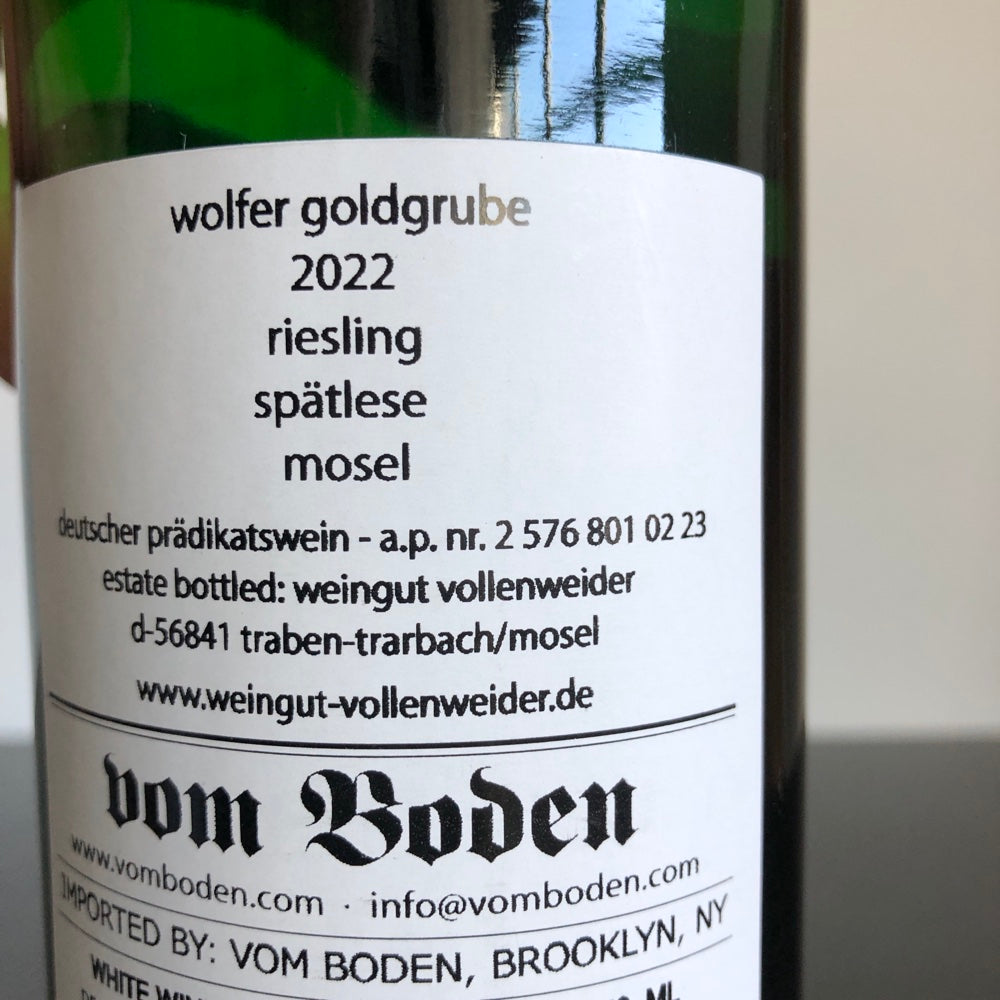 wolfer goldgrube
2022
riesling
spätlese
mosel
deutscher prädikatswein - a.p. nr. 2 576 801 02 23
estate bottled: weingut vollenweider
d-56841 traben-trarbach/mosel
www.weingut-vollenweider.de
vom Boden
www.vomboden.com · info@vomboden.com
IMPORTED BY: VOM BODEN, BROOKLYN, NY
WHITE ML